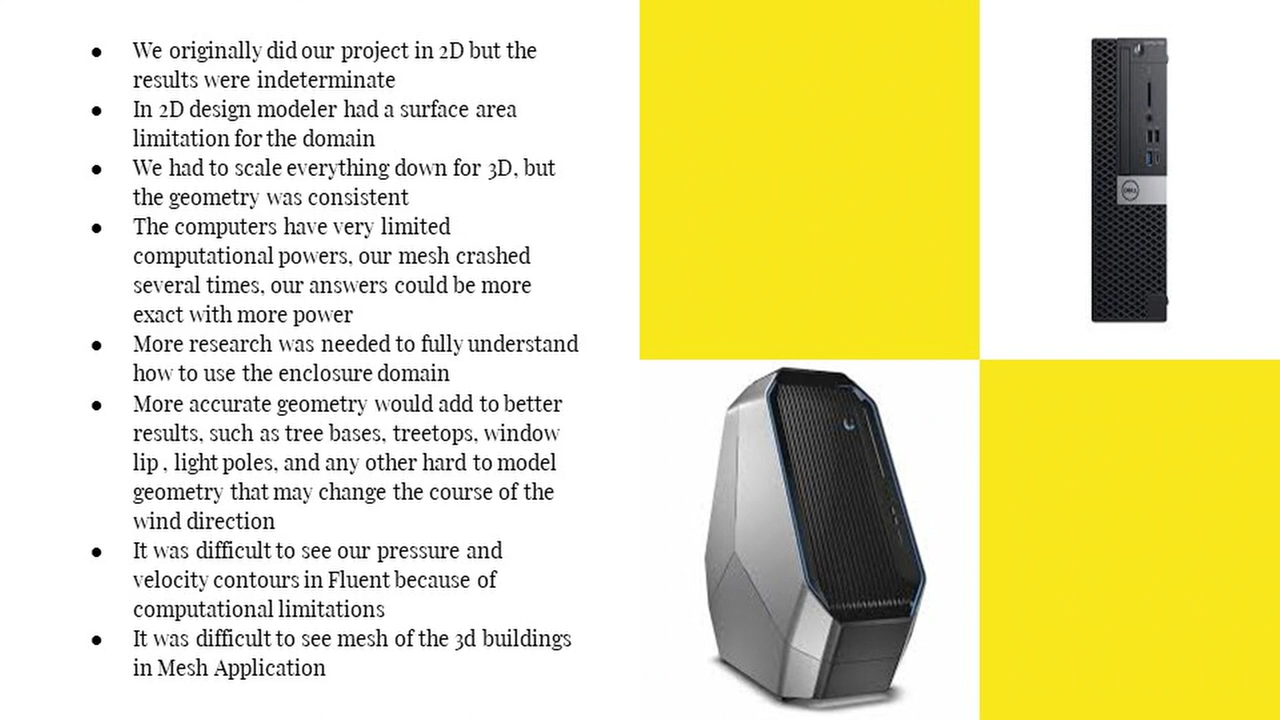 ● We originally did our project in 2D but the
results were indeterminate
● In 2D design modeler had a surface area
limitation for the domain
● We had to scale everything down for 3D, but
the geometry was consistent
● The computers have very limited
computational powers, our mesh crashed
several times, our answers could be more
exact with more power
● More research was needed to fully understand
how to use the enclosure domain
● More accurate geometry would add to better
results, such as tree bases, treetops, window
lip , light poles, and any other hard to model
geometry that may change the course of the
wind direction
● It was difficult to see our pressure and
velocity contours in Fluent because of
computational limitations
● It was difficult to see mesh of the 3d buildings
in Mesh Application
DELL